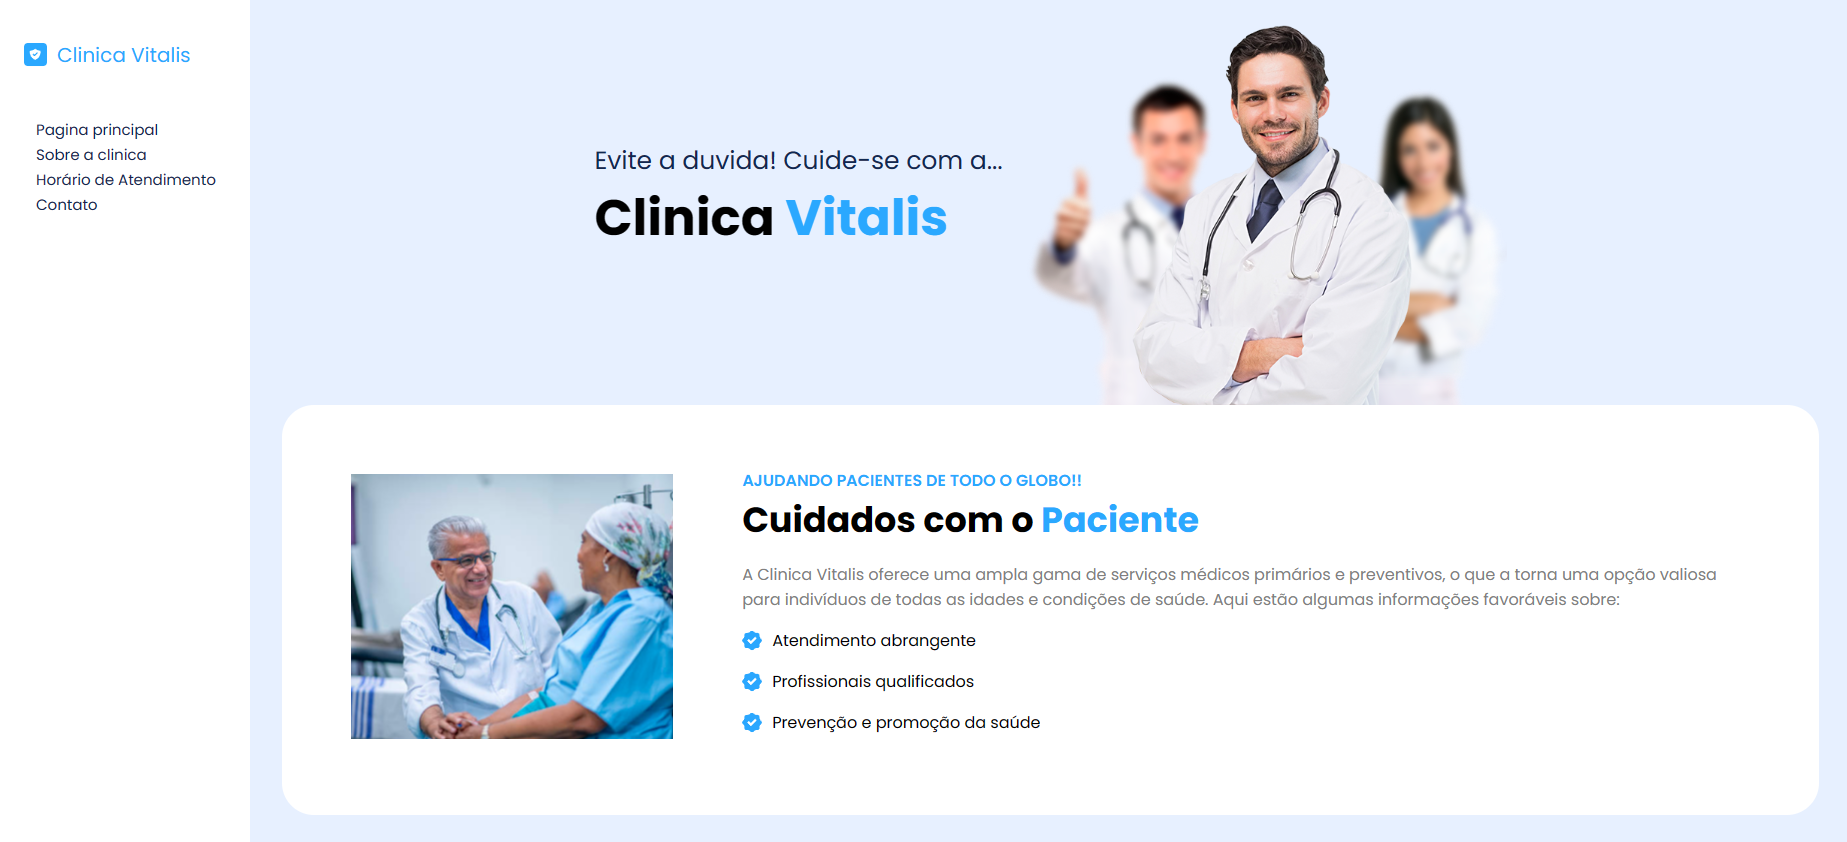 Clinica Vitalis
Pagina principal
Sobre a clinica
Horário de Atendimento
Contato
Evite a duvida! Cuide-se com a...
Clinica Vitalis
AJUDANDO PACIENTES DE TODO O GLOBO!!
Cuidados com o Paciente
A Clinica Vitalis oferece uma ampla gama de serviços médicos primários e preventivos, o que a torna uma opção valiosa
para indivíduos de todas as idades e condições de saúde. Aqui estão algumas informações favoráveis sobre:
Atendimento abrangente
Profissionais qualificados
Prevenção e promoção da saúde